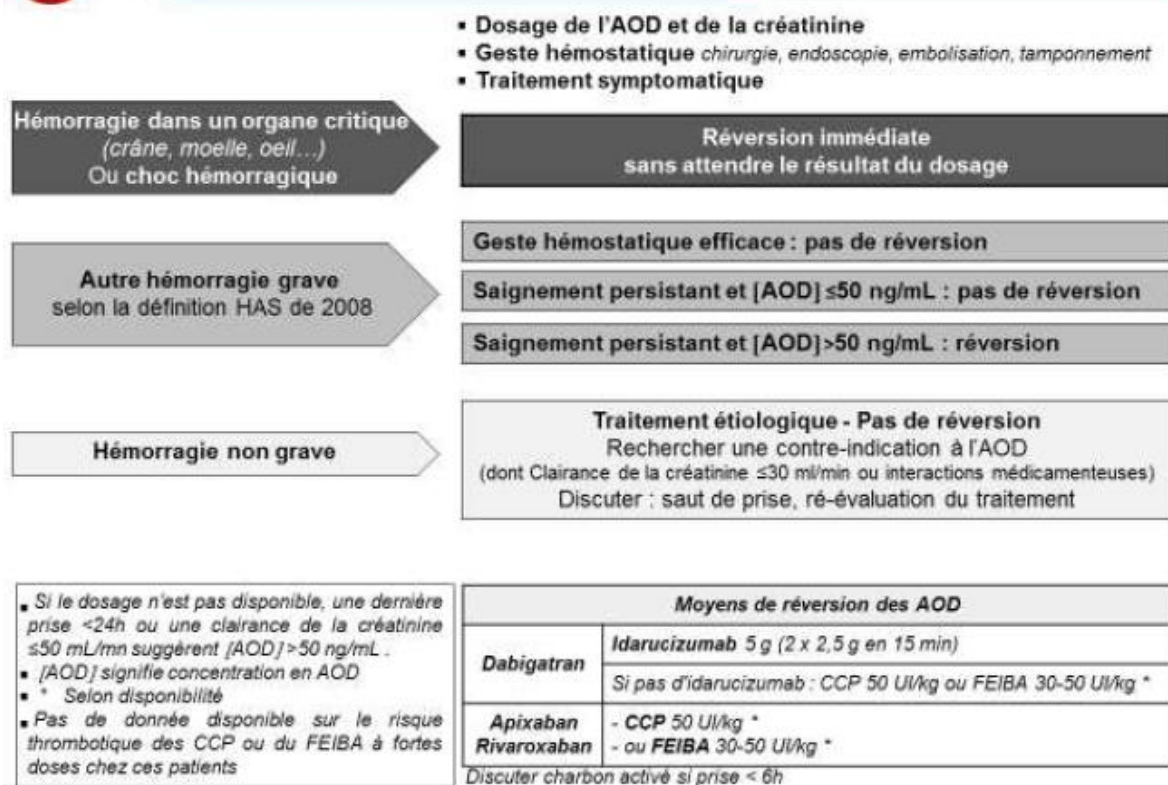 ▪ Dosage de l'AOD et de la créatinine
▪ Geste hémostatique chirurgie, endoscopie, embolisation, tamponnement
▪ Traitement symptomatique
Hémorragie dans un organe critique
(crâne, moelle, oeil...)
Ou choc hémorragique
Réversion immédiate
sans attendre le résultat du dosage
Autre hémorragie grave
selon la définition HAS de 2008
Geste hémostatique efficace : pas de réversion
Saignement persistant et [AOD] ≤50 ng/mL : pas de réversion
Saignement persistant et [AOD]>50 ng/mL : réversion
Hémorragie non grave
Traitement étiologique - Pas de réversion
Rechercher une contre-indication à l'AOD
(dont Clairance de la créatinine ≤30 ml/min ou interactions médicamenteuses)
Discuter : saut de prise, ré-évaluation du traitement
▪ Si le dosage n'est pas disponible, une dernière
prise <24h ou une clairance de la créatinine
≤50 mL/mn suggèrent [AOD]>50 ng/mL .
▪ [AOD] signifie concentration en AOD
▪ * Selon disponibilité
▪ Pas de donnée disponible sur le risque
thrombotique des CCP ou du FEIBA à fortes
doses chez ces patients
Moyens de réversion des AOD
Dabigatran
Idarucizumab 5 g (2 x 2,5 g en 15 min)
Si pas d'idarucizumab : CCP 50 UI/kg ou FEIBA 30-50 UI/kg *
Apixaban
Rivaroxaban
- CCP 50 UI/kg *
- ou FEIBA 30-50 UI/kg *
Discuter charbon activé si prise < 6h